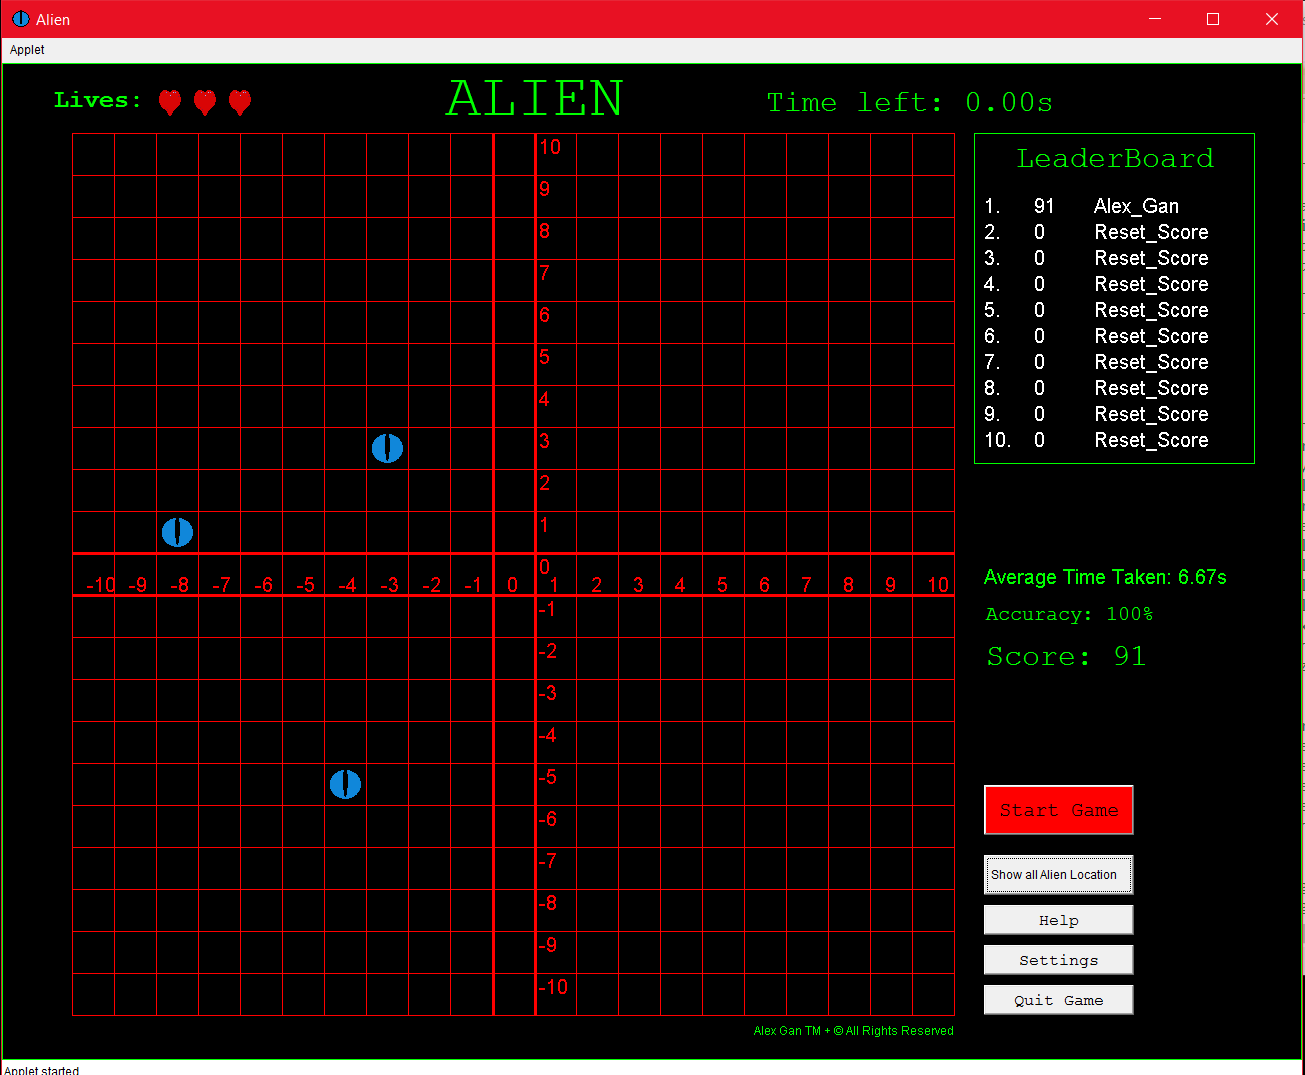 Alien
Applet
Lives:
ALIEN
Time left: 0.00s
10
9
8
7
6
5
4
3
2
1
0
-10 -9 -8 -7 -6 -5 -4 -3 -2 -1 0 1 2 3 4 5 6 7 8 9 10
-1
-2
-3
-4
-5
-6
-7
-8
-9
-10
LeaderBoard
1. 91 Alex_Gan
2. 0 Reset_Score
3. 0 Reset_Score
4. 0 Reset_Score
5. 0 Reset_Score
6. 0 Reset_Score
7. 0 Reset_Score
8. 0 Reset_Score
9. 0 Reset_Score
10. 0 Reset_Score
Average Time Taken: 6.67s
Accuracy: 100%
Score: 91
Start Game
Show all Alien Location
Help
Settings
Quit Game
Alex Gan TM + © All Rights Reserved
Applet started